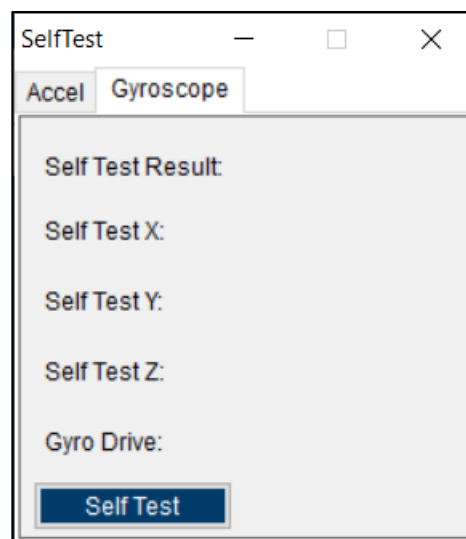 SelfTest
Accel Gyroscope
Self Test Result:
Self Test X:
Self Test Y:
Self Test Z:
Gyro Drive:
Self Test